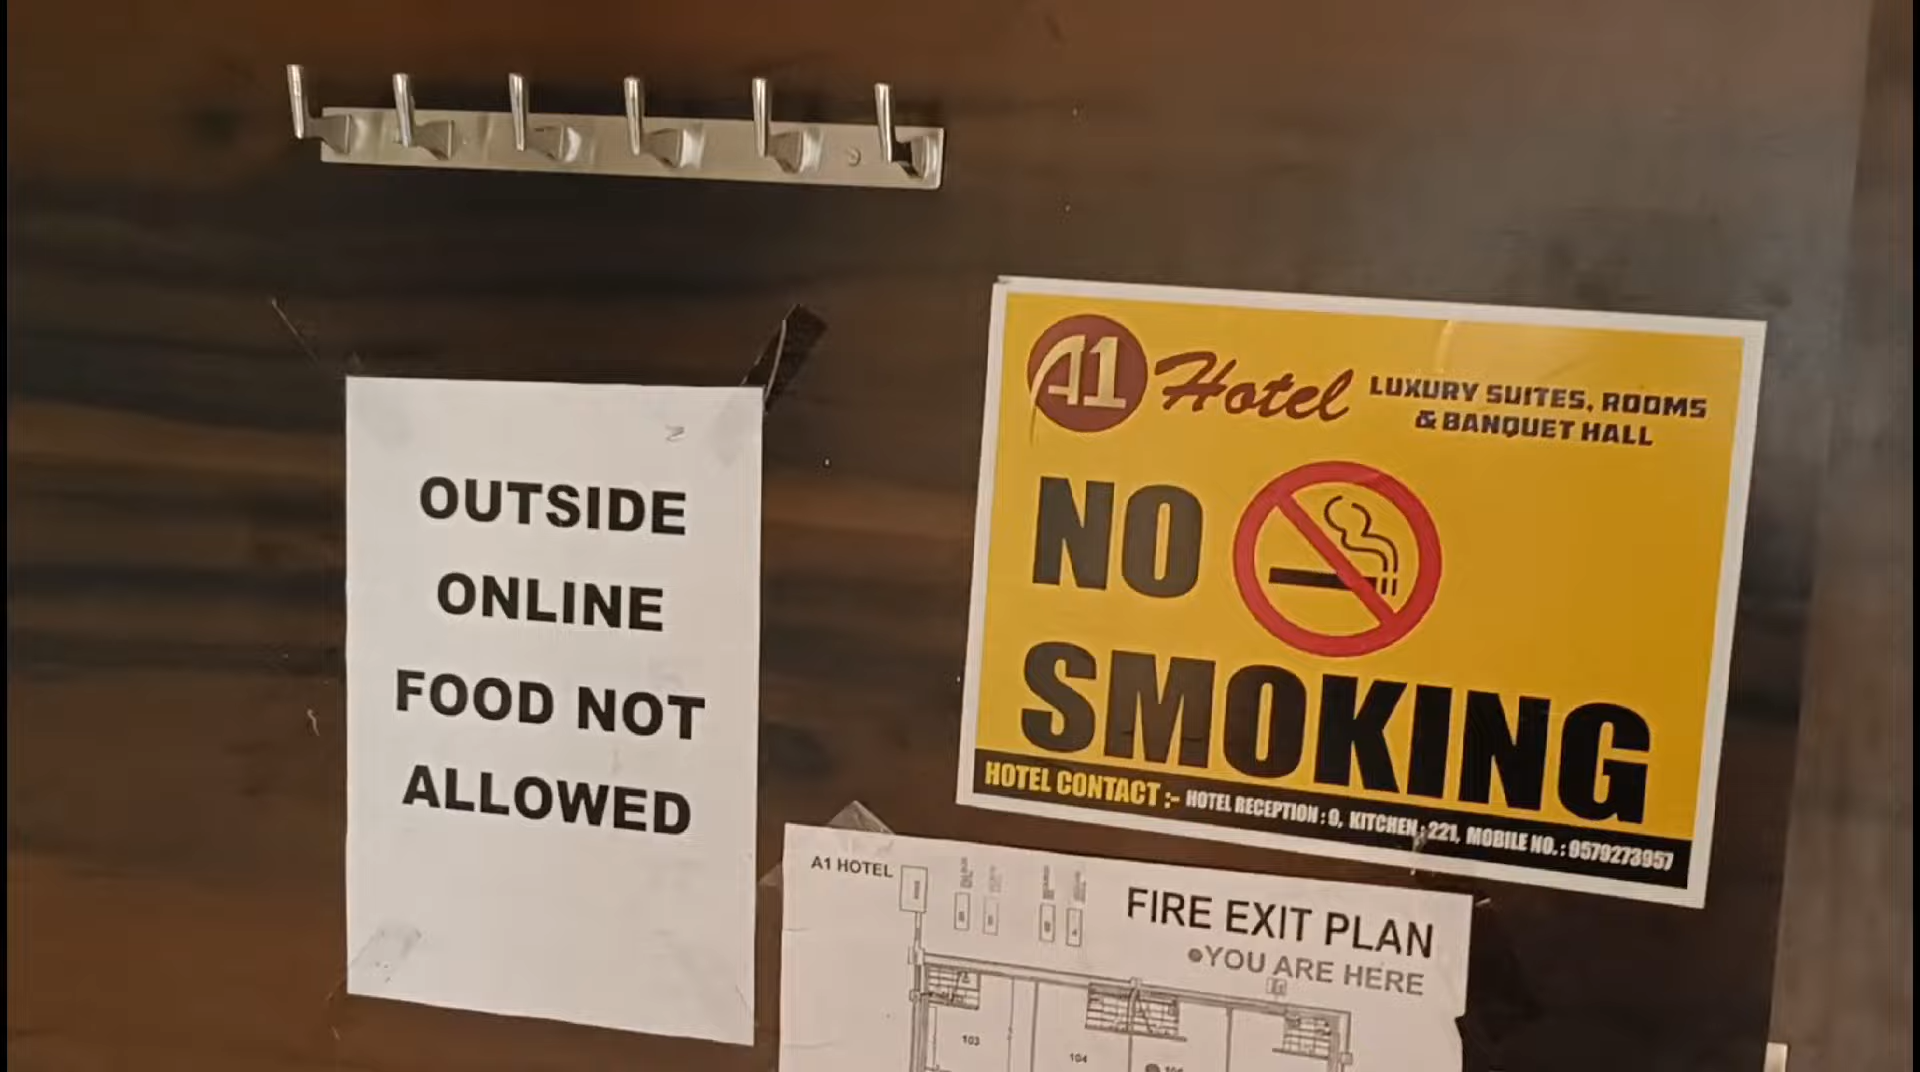 OUTSIDE
ONLINE
FOOD NOT
ALLOWED
A1 Hotel LUXURY SUITES, ROOMS
& BANQUET HALL
NO
SMOKING
HOTEL CONTACT :- HOTEL RECEPTION : 9, KITCHEN : 221, MOBILE NO. : 9579273957
A1 HOTEL
FIRE EXIT PLAN
YOU ARE HERE
103
104